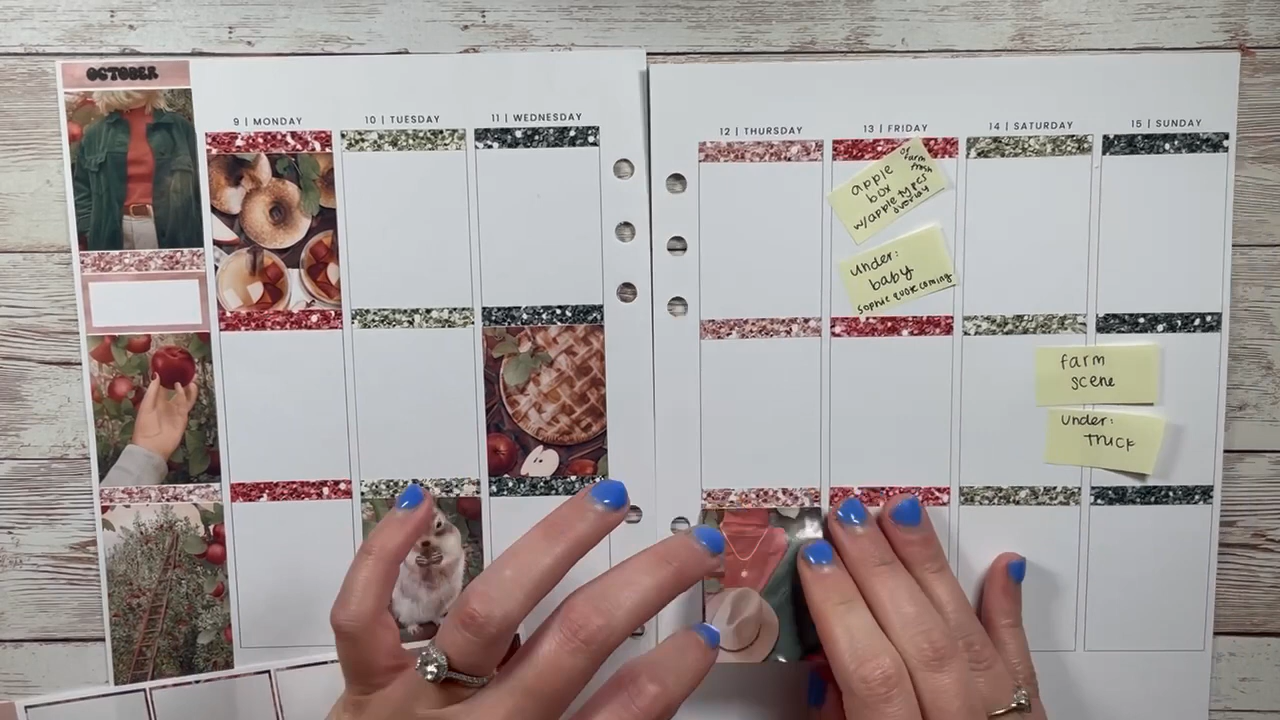 OCTOBER
9 | MONDAY
10 | TUESDAY
11 | WEDNESDAY
12 | THURSDAY
13 | FRIDAY
14 | SATURDAY
15 | SUNDAY
apple
box
w/apple types
overlay
of
farm
fresh
under:
baby
sophie quote coming
farm
scene
under:
truck